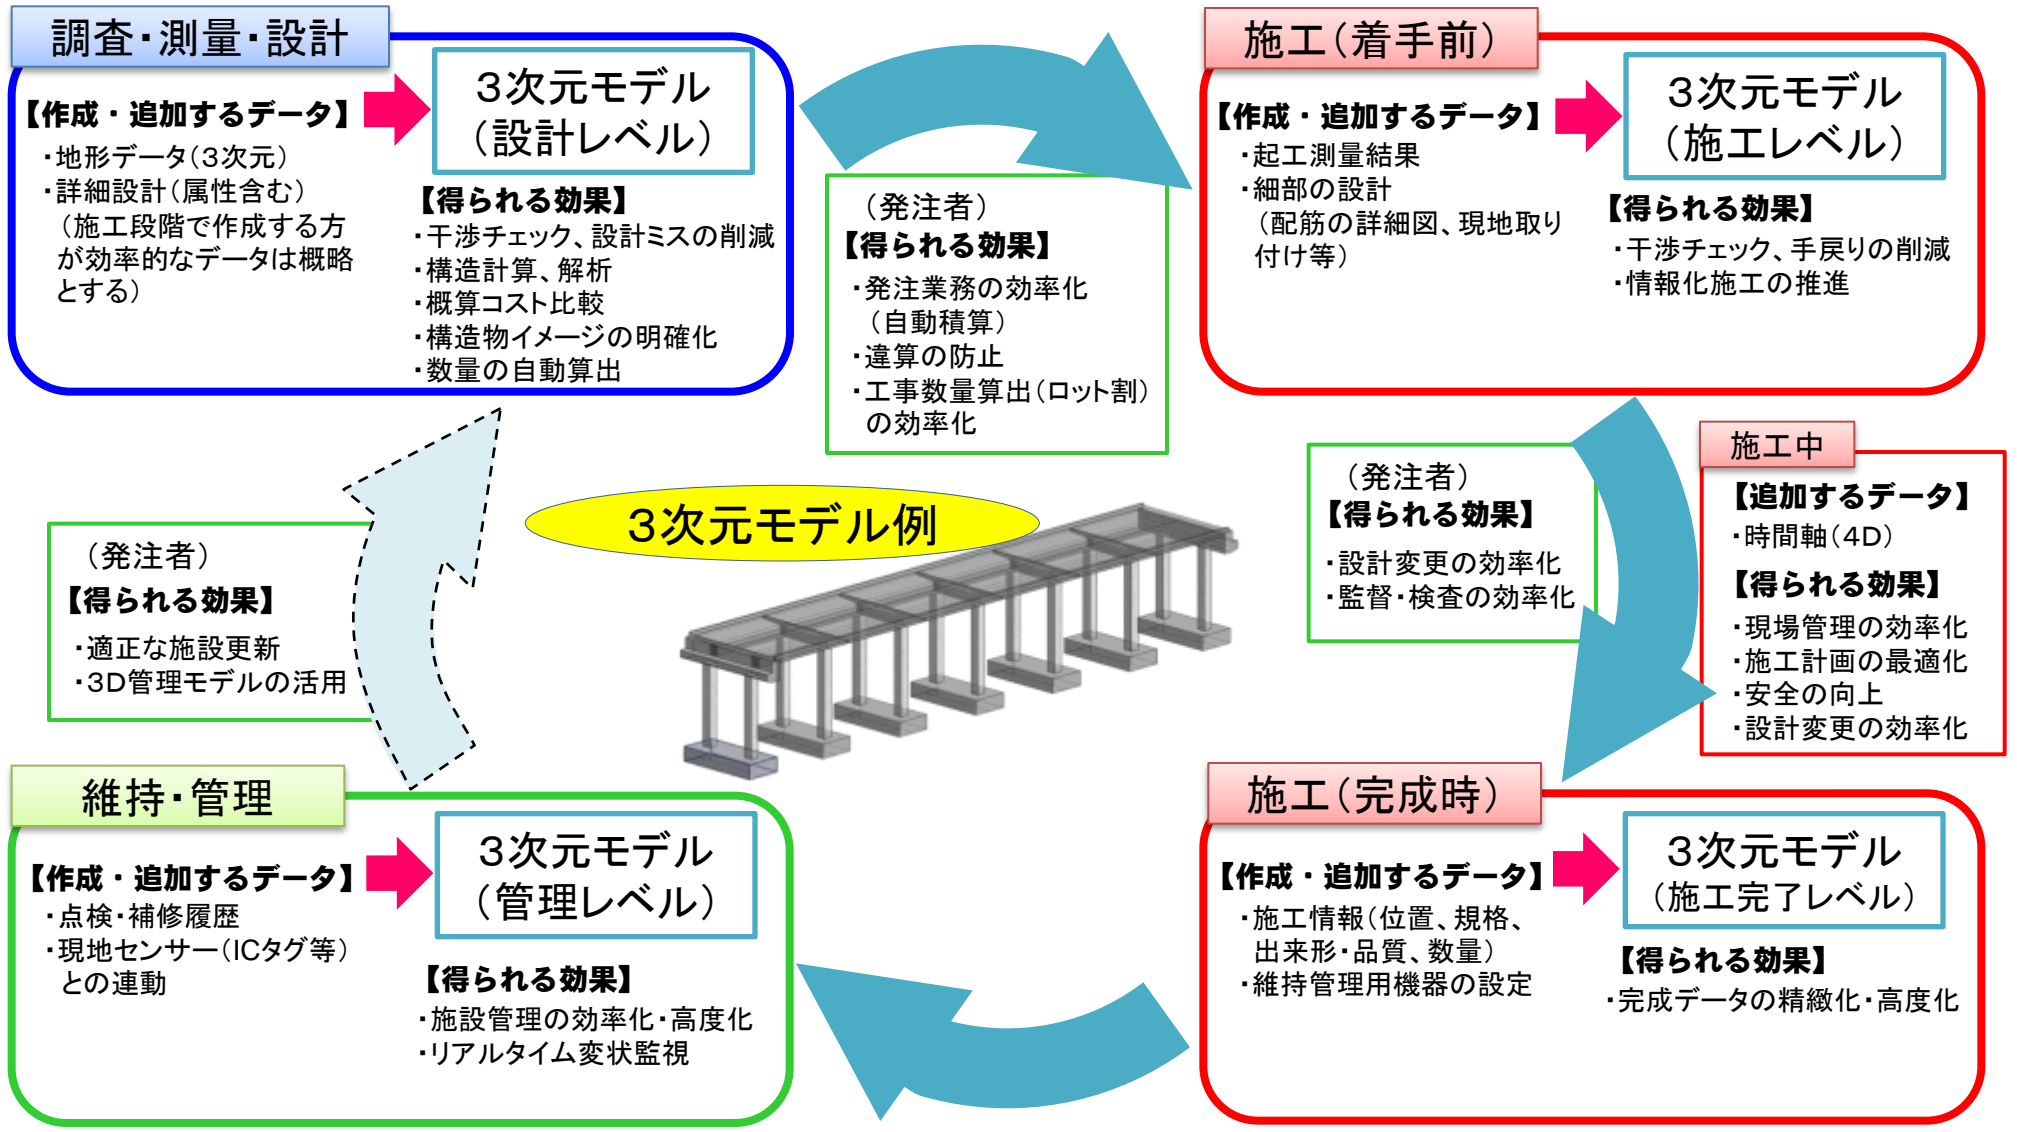 調査・測量・設計
【作成・追加するデータ】
・地形データ(3次元)
・詳細設計(属性含む)
(施工段階で作成する方
が効率的なデータは概略
とする)
3次元モデル
(設計レベル)
【得られる効果】
・干渉チェック、設計ミスの削減
・構造計算、解析
・概算コスト比較
・構造物イメージの明確化
・数量の自動算出
(発注者)
【得られる効果】
・発注業務の効率化
(自動積算)
・違算の防止
・工事数量算出(ロット割)
の効率化
施工(着手前)
【作成・追加するデータ】
・起工測量結果
・細部の設計
(配筋の詳細図、現地取り
付け等)
3次元モデル
(施工レベル)
【得られる効果】
・干渉チェック、手戻りの削減
・情報化施工の推進
(発注者)
【得られる効果】
・設計変更の効率化
・監督・検査の効率化
施工中
【追加するデータ】
・時間軸(4D)
【得られる効果】
・現場管理の効率化
・施工計画の最適化
・安全の向上
・設計変更の効率化
3次元モデル例
(発注者)
【得られる効果】
・適正な施設更新
・3D管理モデルの活用
維持・管理
【作成・追加するデータ】
・点検・補修履歴
・現地センサー(ICタグ等)
との連動
3次元モデル
(管理レベル)
【得られる効果】
・施設管理の効率化・高度化
・リアルタイム変状監視
施工(完成時)
【作成・追加するデータ】
・施工情報(位置、規格、
出来形・品質、数量)
・維持管理用機器の設定
3次元モデル
(施工完了レベル)
【得られる効果】
・完成データの精緻化・高度化